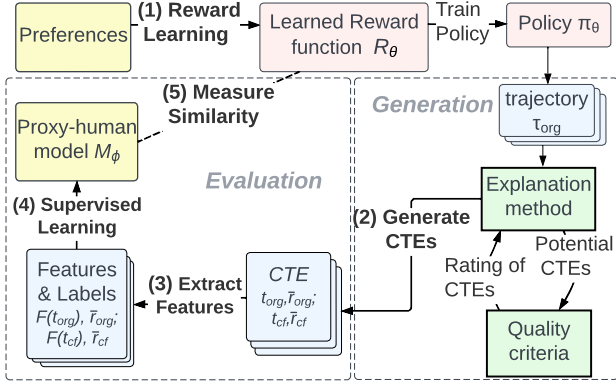 Preferences
(1) Reward
Learning
Learned Reward
function R_θ
Train
Policy
Policy π_θ
(5) Measure
Similarity
Generation
trajectory
τ_org
Proxy-human
model M_ϕ
Evaluation
Explanation
method
(4) Supervised
Learning
(2) Generate
CTEs
Potential
CTEs
Rating of
CTEs
Features
& Labels
F(t_org), r̄_org;
F(t_cf), r̄_cf
(3) Extract
Features
CTE
t_org, r̄_org;
t_cf, r̄_cf
Quality
criteria